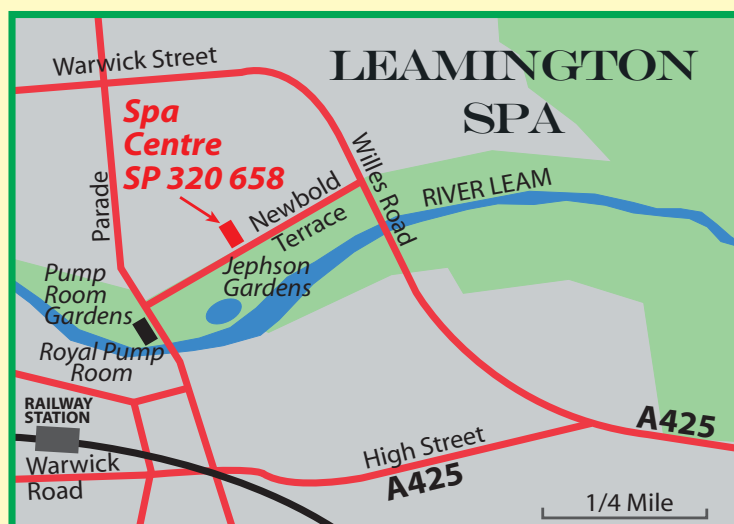 LEAMINGTON
SPA
Warwick Street
Spa
Centre
SP 320 658
Parade
Newbold
Terrace
Willes Road
RIVER LEAM
Jephson
Gardens
Pump
Room
Gardens
Royal Pump
Room
RAILWAY
STATION
Warwick
Road
High Street
A425
A425
1/4 Mile